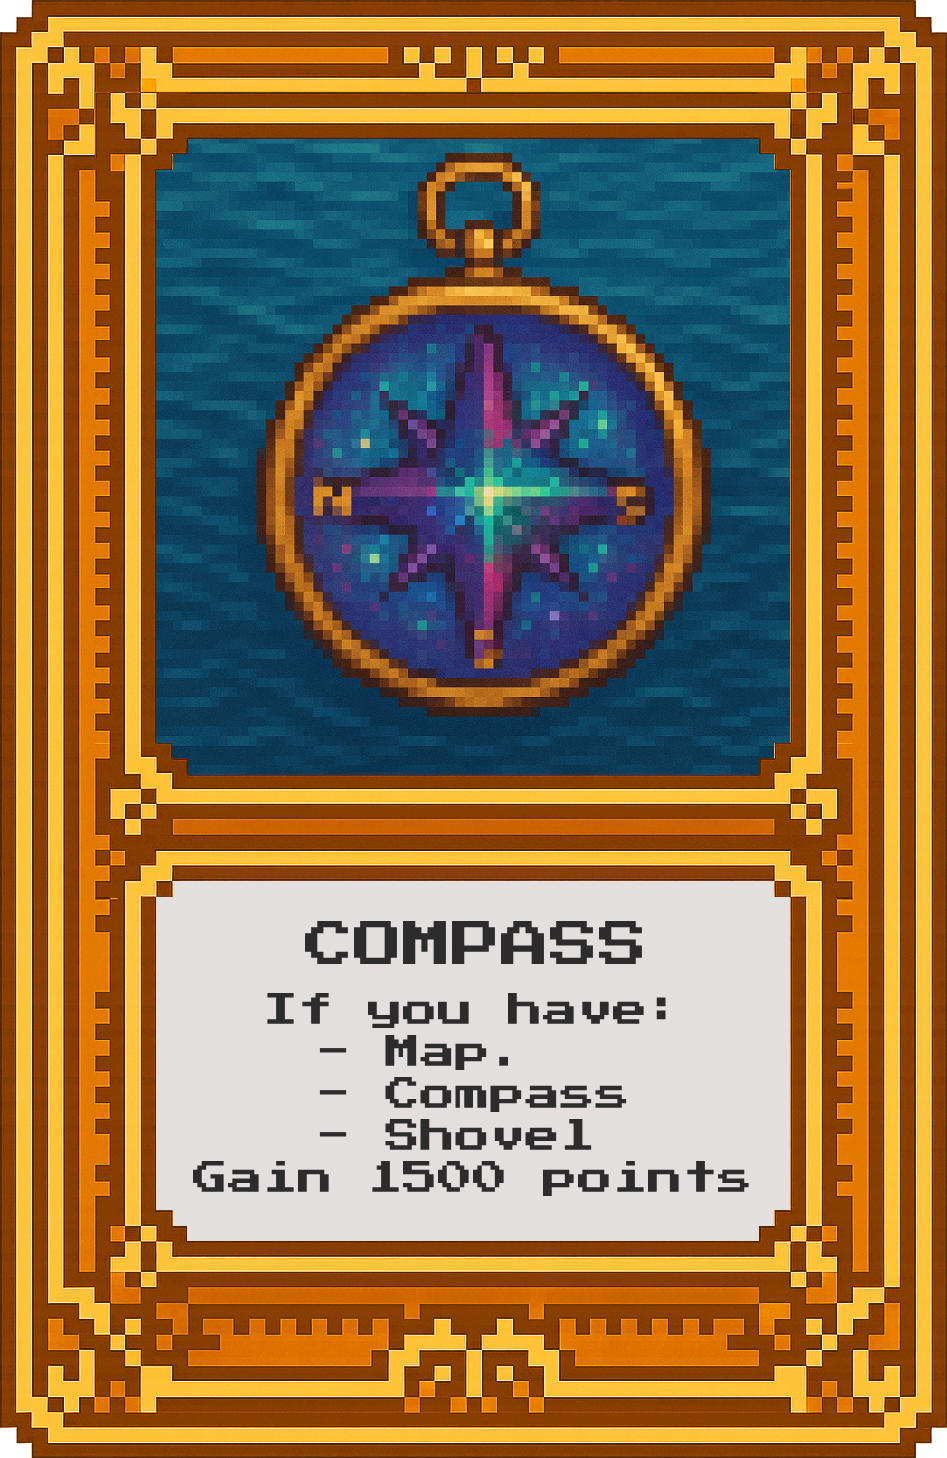 N
COMPASS
If you have:
- Map.
- Compass
- Shovel
Gain 1500 points